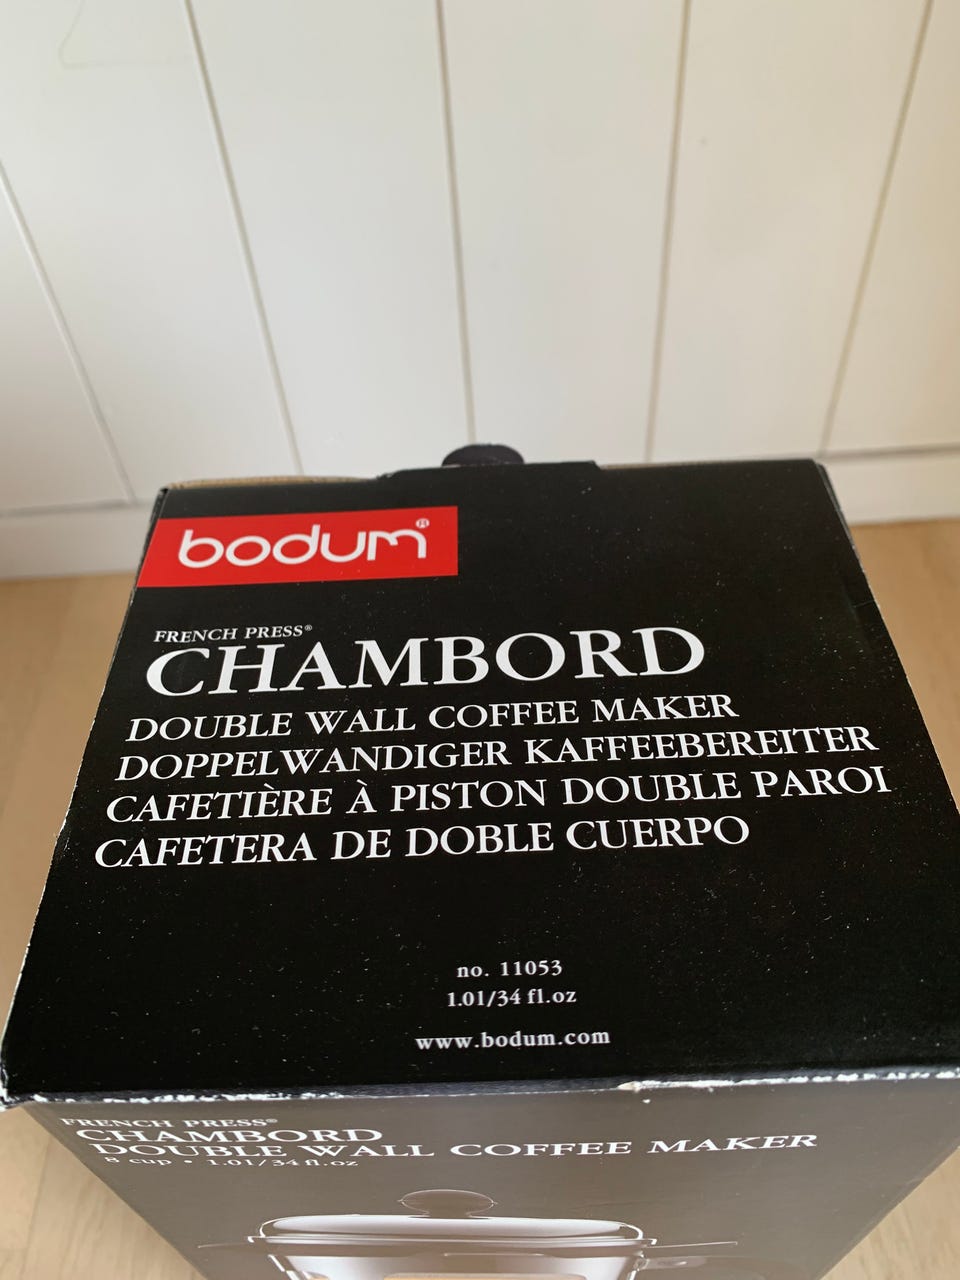 bodum®
FRENCH PRESS®
CHAMBORD
DOUBLE WALL COFFEE MAKER
DOPPELWANDIGER KAFFEEBEREITER
CAFETIÈRE À PISTON DOUBLE PAROI
CAFETERA DE DOBLE CUERPO
no. 11053
1.0l/34 fl.oz
www.bodum.com
FRENCH PRESS®
CHAMBORD
DOUBLE WALL COFFEE MAKER
8 cup • 1.0l/34 fl.oz